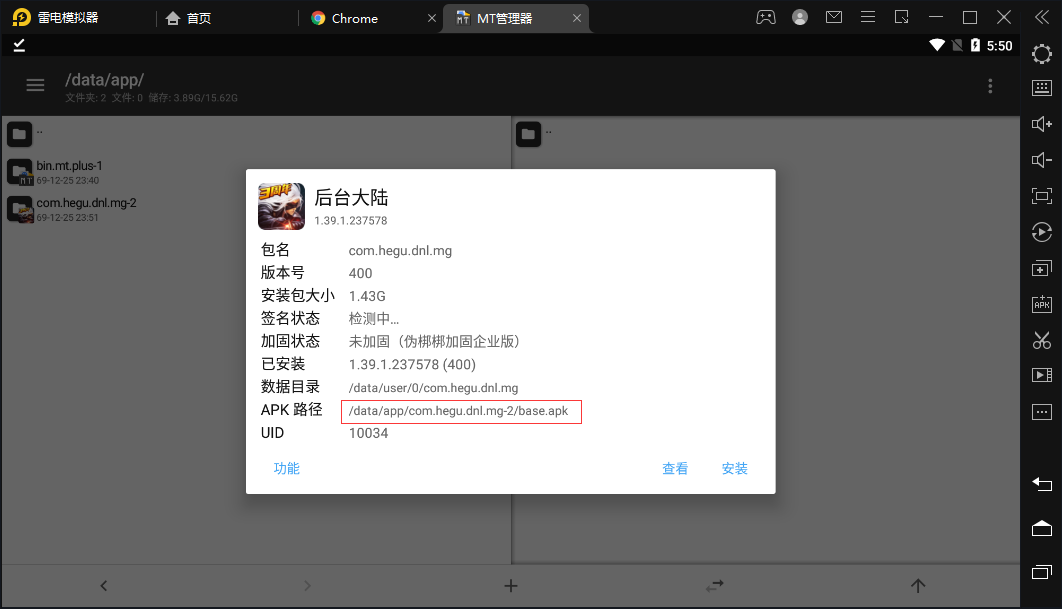 雷电模拟器
首页
Chrome
MT管理器
5:50
/data/app/
文件夹: 2 文件: 0 储存: 3.89G/15.62G
..
..
bin.mt.plus-1
69-12-25 23:40
com.hegu.dnl.mg-2
69-12-25 23:51
3周年
后台大陆
1.39.1.237578
包名 com.hegu.dnl.mg
版本号 400
安装包大小 1.43G
签名状态 检测中...
加固状态 未加固（伪梆梆加固企业版）
已安装 1.39.1.237578 (400)
数据目录 /data/user/0/com.hegu.dnl.mg
APK 路径 /data/app/com.hegu.dnl.mg-2/base.apk
UID 10034
功能 查看 安装
MT
MT
APK